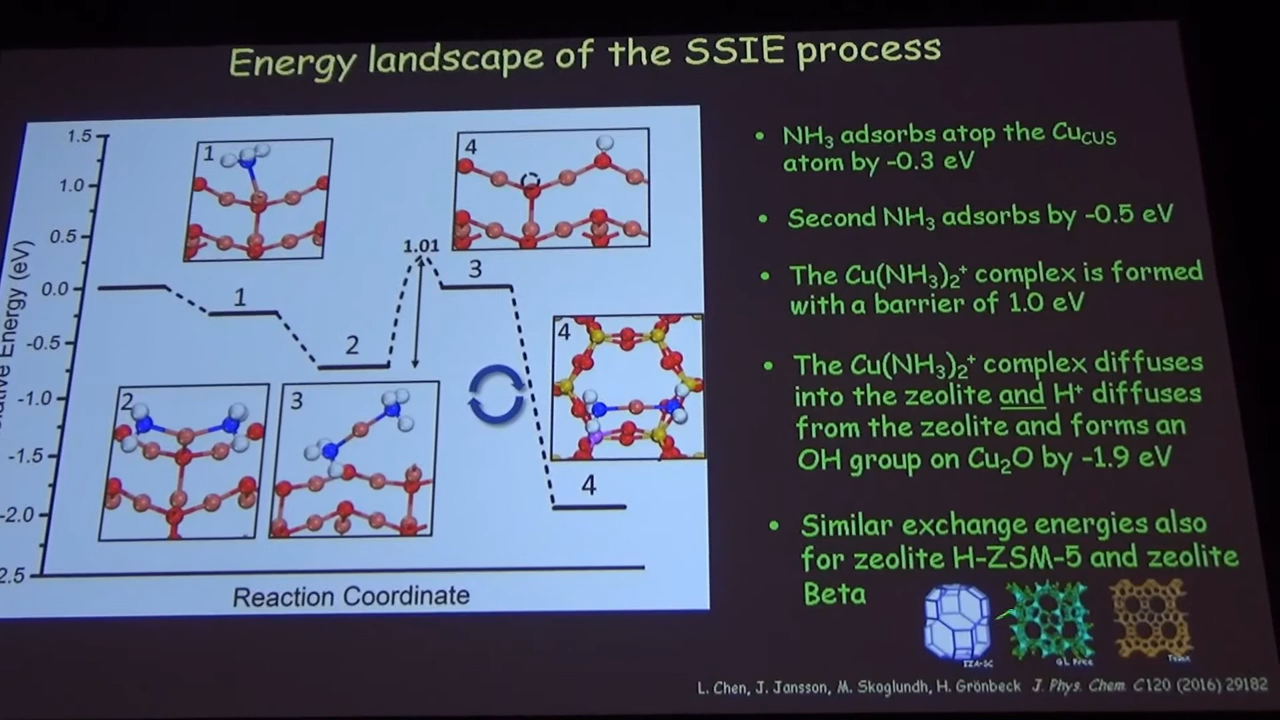 Energy landscape of the SSIE process
1.5
1.0
0.5
0.0
-0.5
-1.0
-1.5
-2.0
2.5
Energy (eV)
Reaction Coordinate
1
4
2
3
4
1
2
1.01
3
4
• NH₃ adsorbs atop the Cu_CUS
atom by -0.3 eV
• Second NH₃ adsorbs by -0.5 eV
• The Cu(NH₃)₂⁺ complex is formed
with a barrier of 1.0 eV
• The Cu(NH₃)₂⁺ complex diffuses
into the zeolite and H⁺ diffuses
from the zeolite and forms an
OH group on Cu₂O by -1.9 eV
• Similar exchange energies also
for zeolite H-ZSM-5 and zeolite
Beta
L. Chen, J. Jansson, M. Skoglundh, H. Grönbeck J. Phys. Chem. C120 (2016) 29182